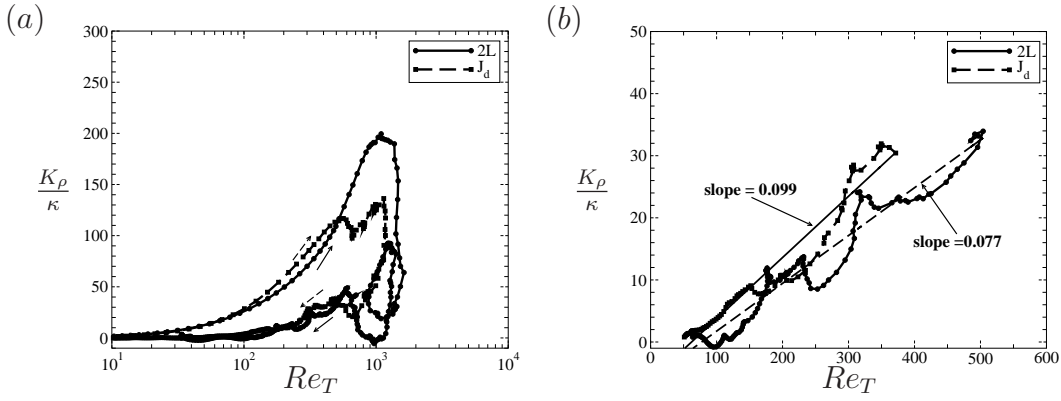 (a)
300
250
200
150
100
50
0
K_ρ
κ
2L
J_d
10^1
10^2
10^3
10^4
Re_T
(b)
50
40
30
20
10
0
K_ρ
κ
2L
J_d
slope = 0.099
slope =0.077
0 100 200 300 400 500 600
Re_T